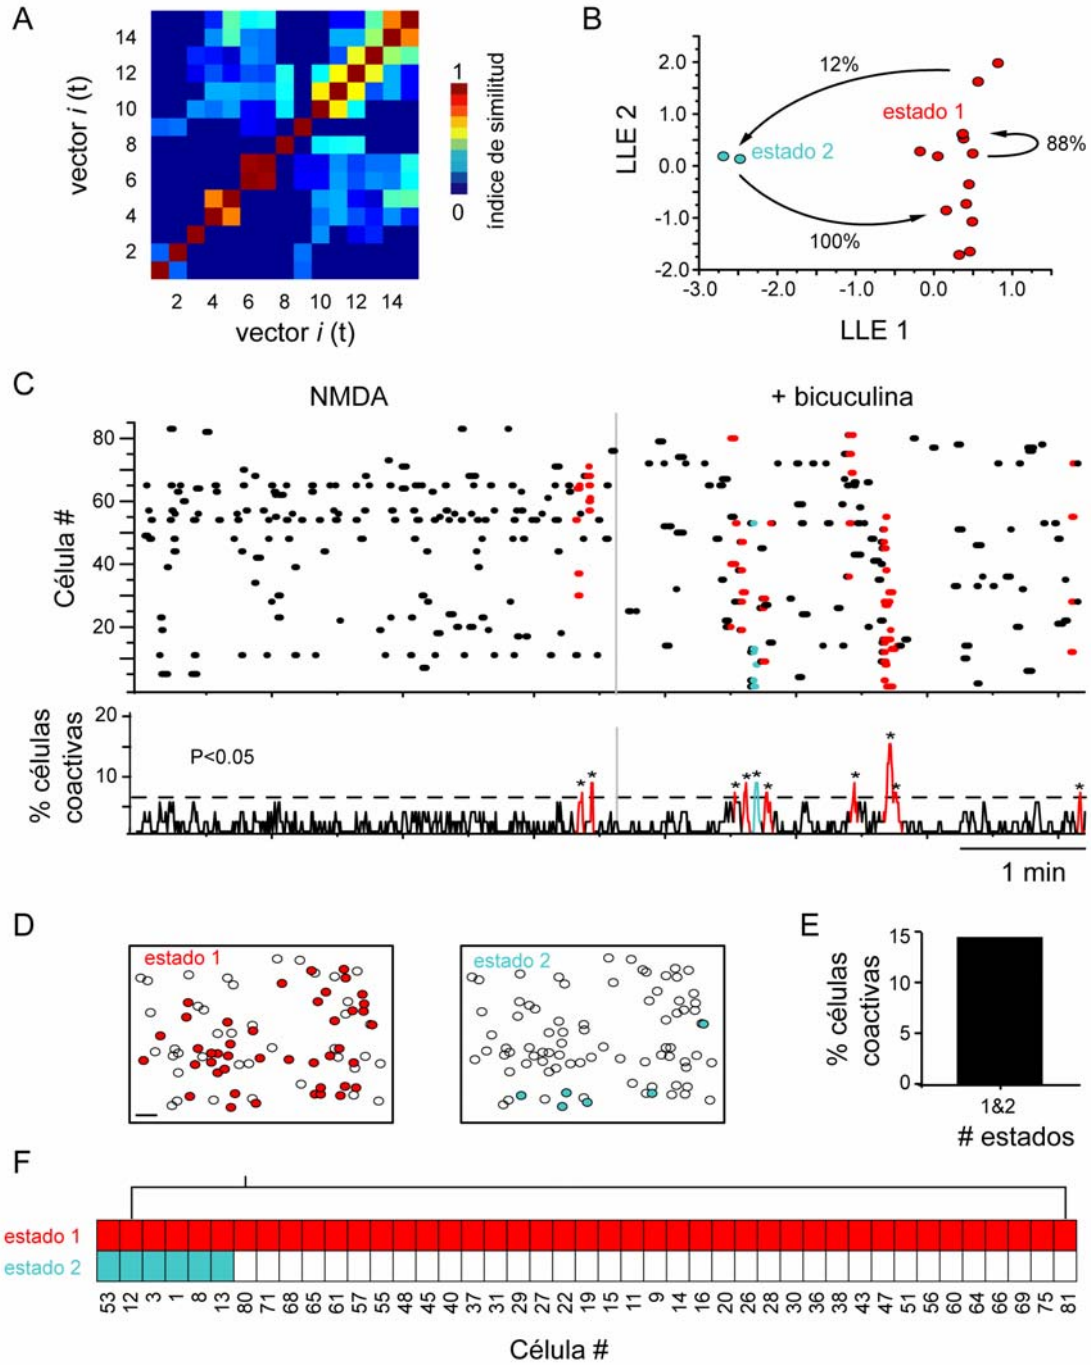 A
14
12
10
8
6
4
2
vector i (t)
2 4 6 8 10 12 14
vector i (t)
1
0
índice de similitud
B
2.0
1.0
0.0
-1.0
-2.0
LLE 2
-3.0 -2.0 -1.0 0.0 1.0
LLE 1
12%
estado 1
estado 2
88%
100%
C
NMDA
+ bicuculina
80
60
40
20
Célula #
20
10
% células
coactivas
P<0.05
* * * * * * * * * *
1 min
D
estado 1
estado 2
E
15
10
5
0
% células
coactivas
1&2
# estados
F
estado 1
estado 2
53 12 3 1 8 13 80 71 68 65 61 57 55 48 45 40 37 31 29 27 22 19 15 11 9 14 16 20 26 28 30 36 43 47 51 56 60 64 66 69 75 81
Célula #